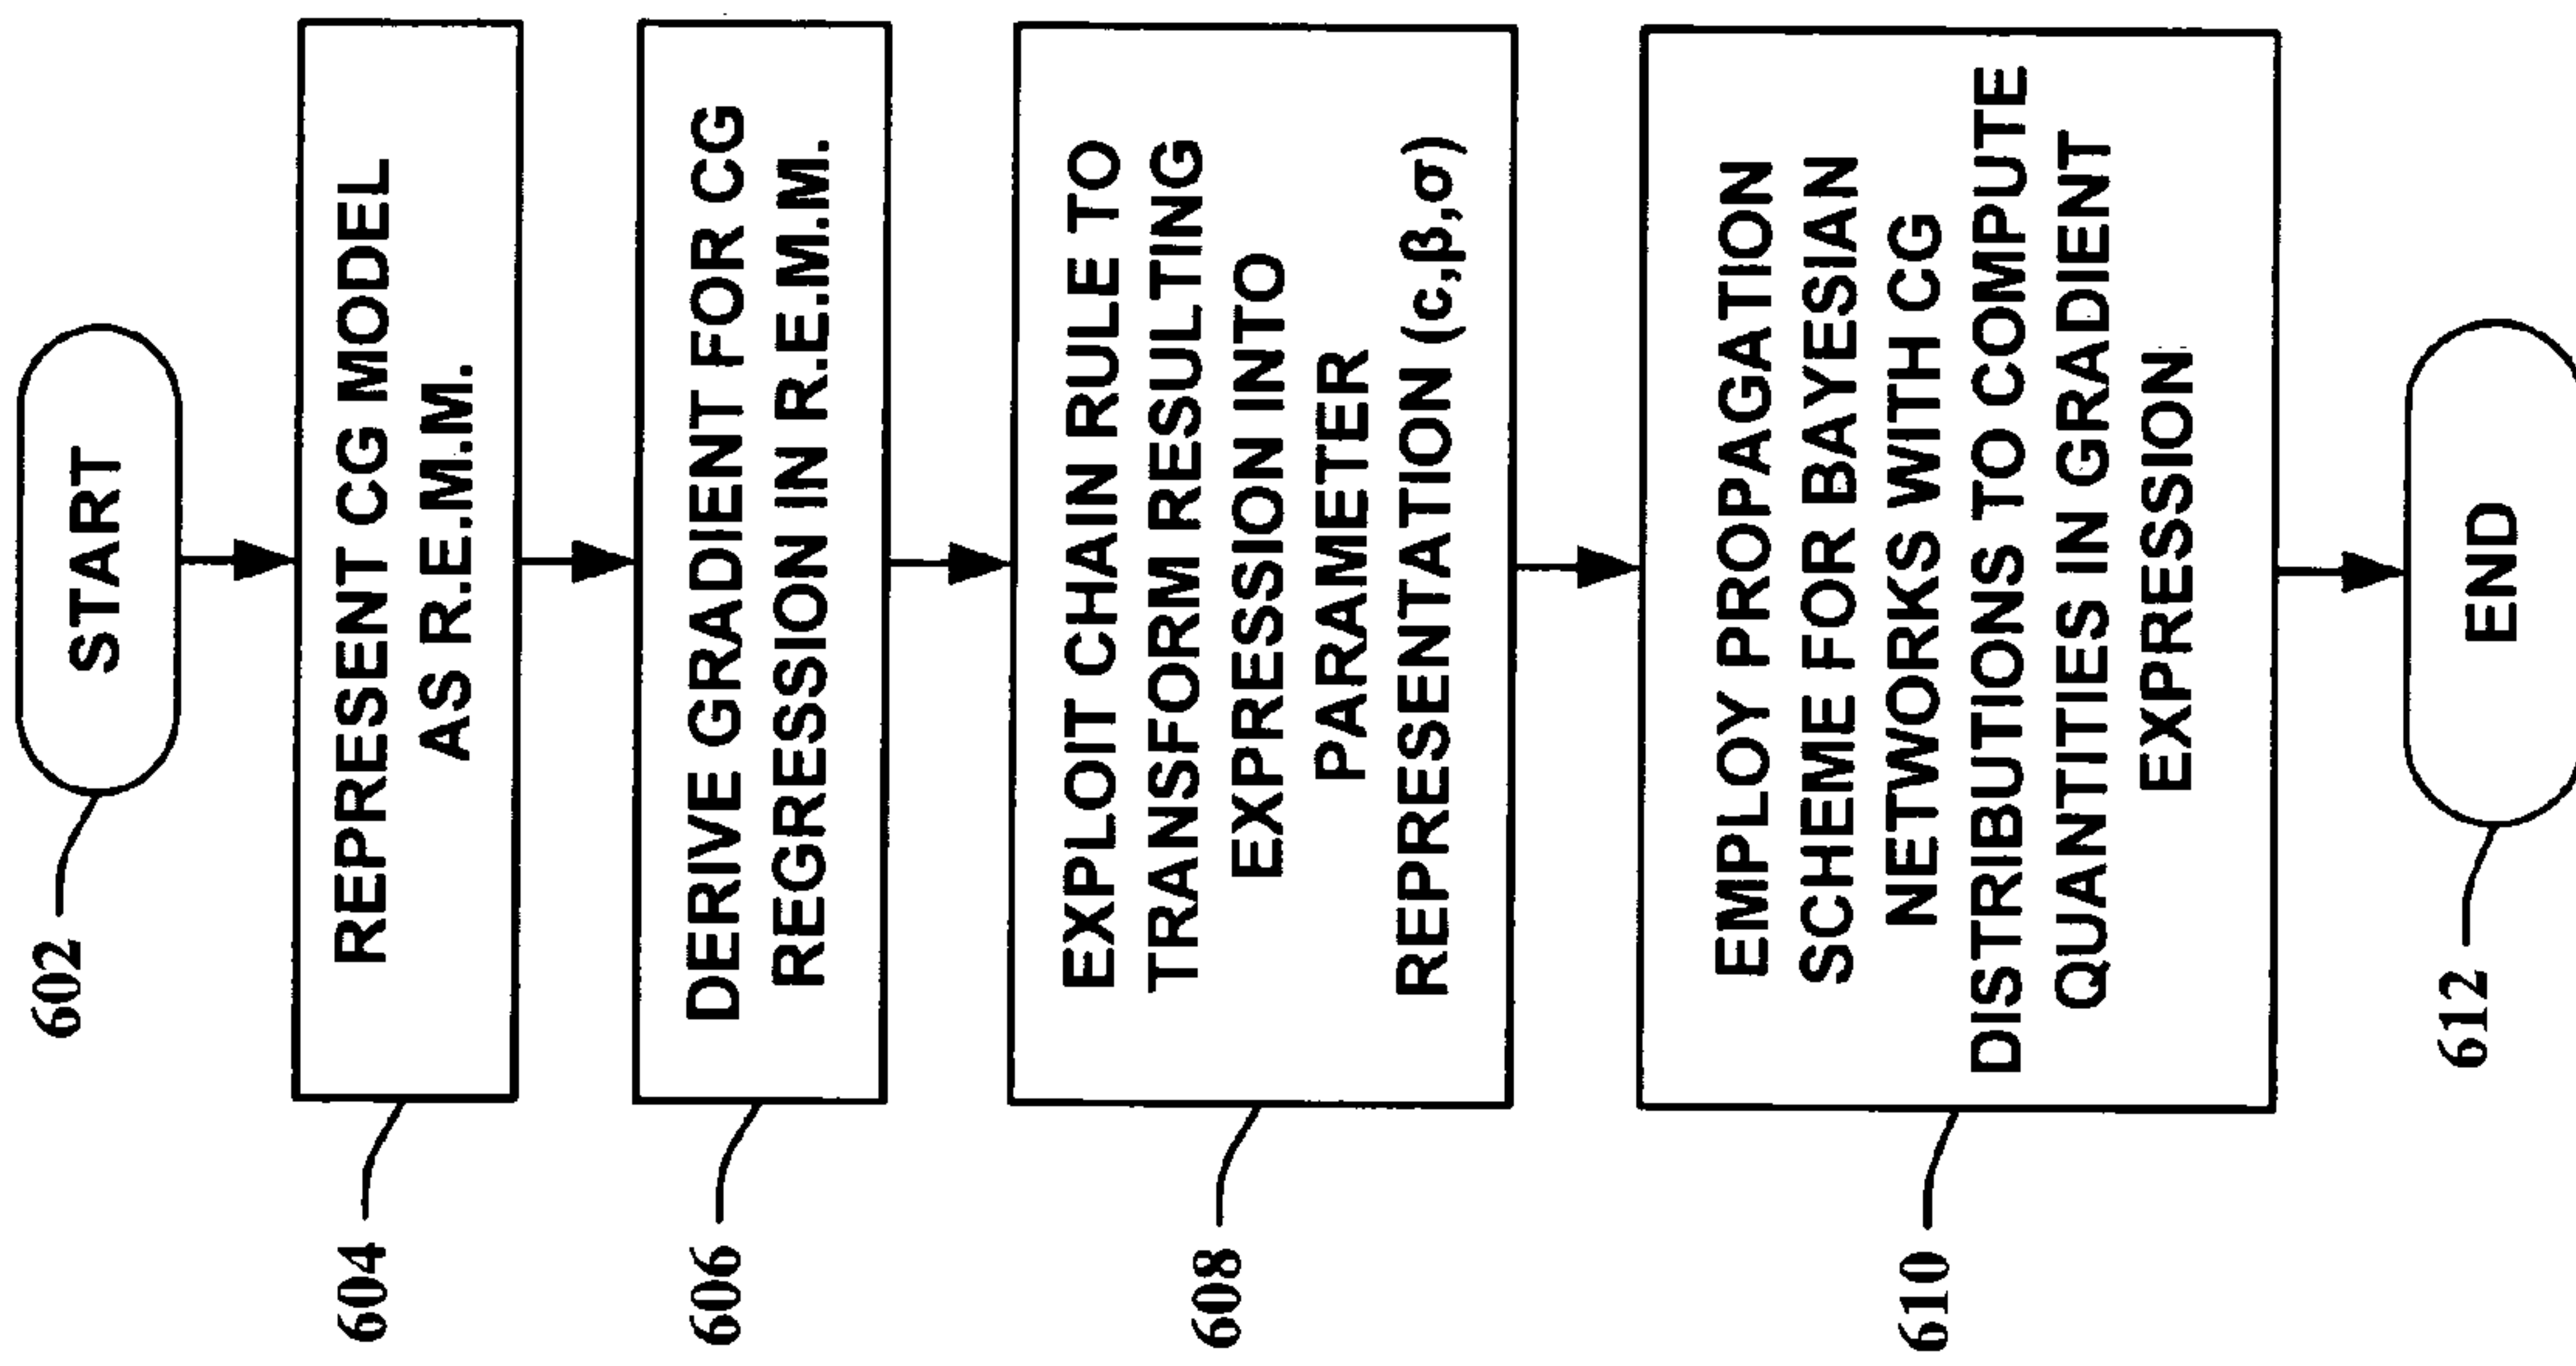 START
602
REPRESENT CG MODEL
AS R.E.M.M.
604
DERIVE GRADIENT FOR CG
REGRESSION IN R.E.M.M.
606
EXPLOIT CHAIN RULE TO
TRANSFORM RESULTING
EXPRESSION INTO
PARAMETER
REPRESENTATION (c,β,σ)
608
EMPLOY PROPAGATION
SCHEME FOR BAYESIAN
NETWORKS WITH CG
DISTRIBUTIONS TO COMPUTE
QUANTITIES IN GRADIENT
EXPRESSION
610
END
612